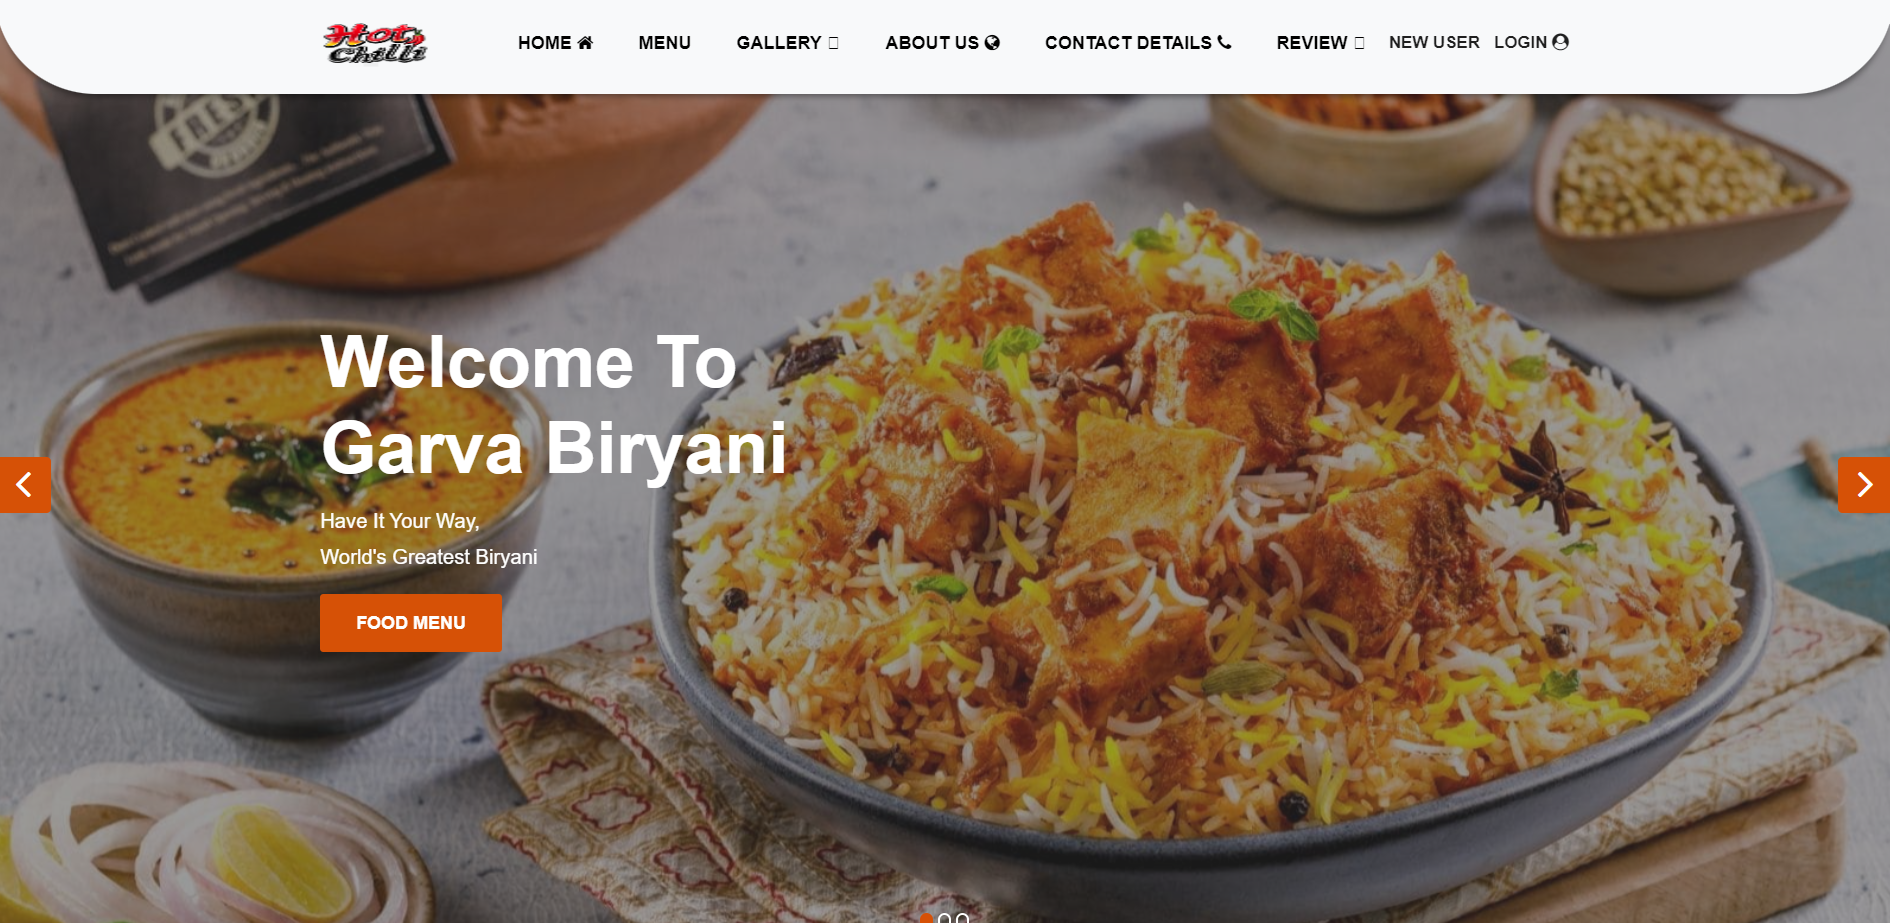 Hot Chilli
HOME MENU GALLERY ABOUT US CONTACT DETAILS REVIEW NEW USER LOGIN
FRESH
Welcome To
Garva Biryani
Have It Your Way,
World's Greatest Biryani
FOOD MENU